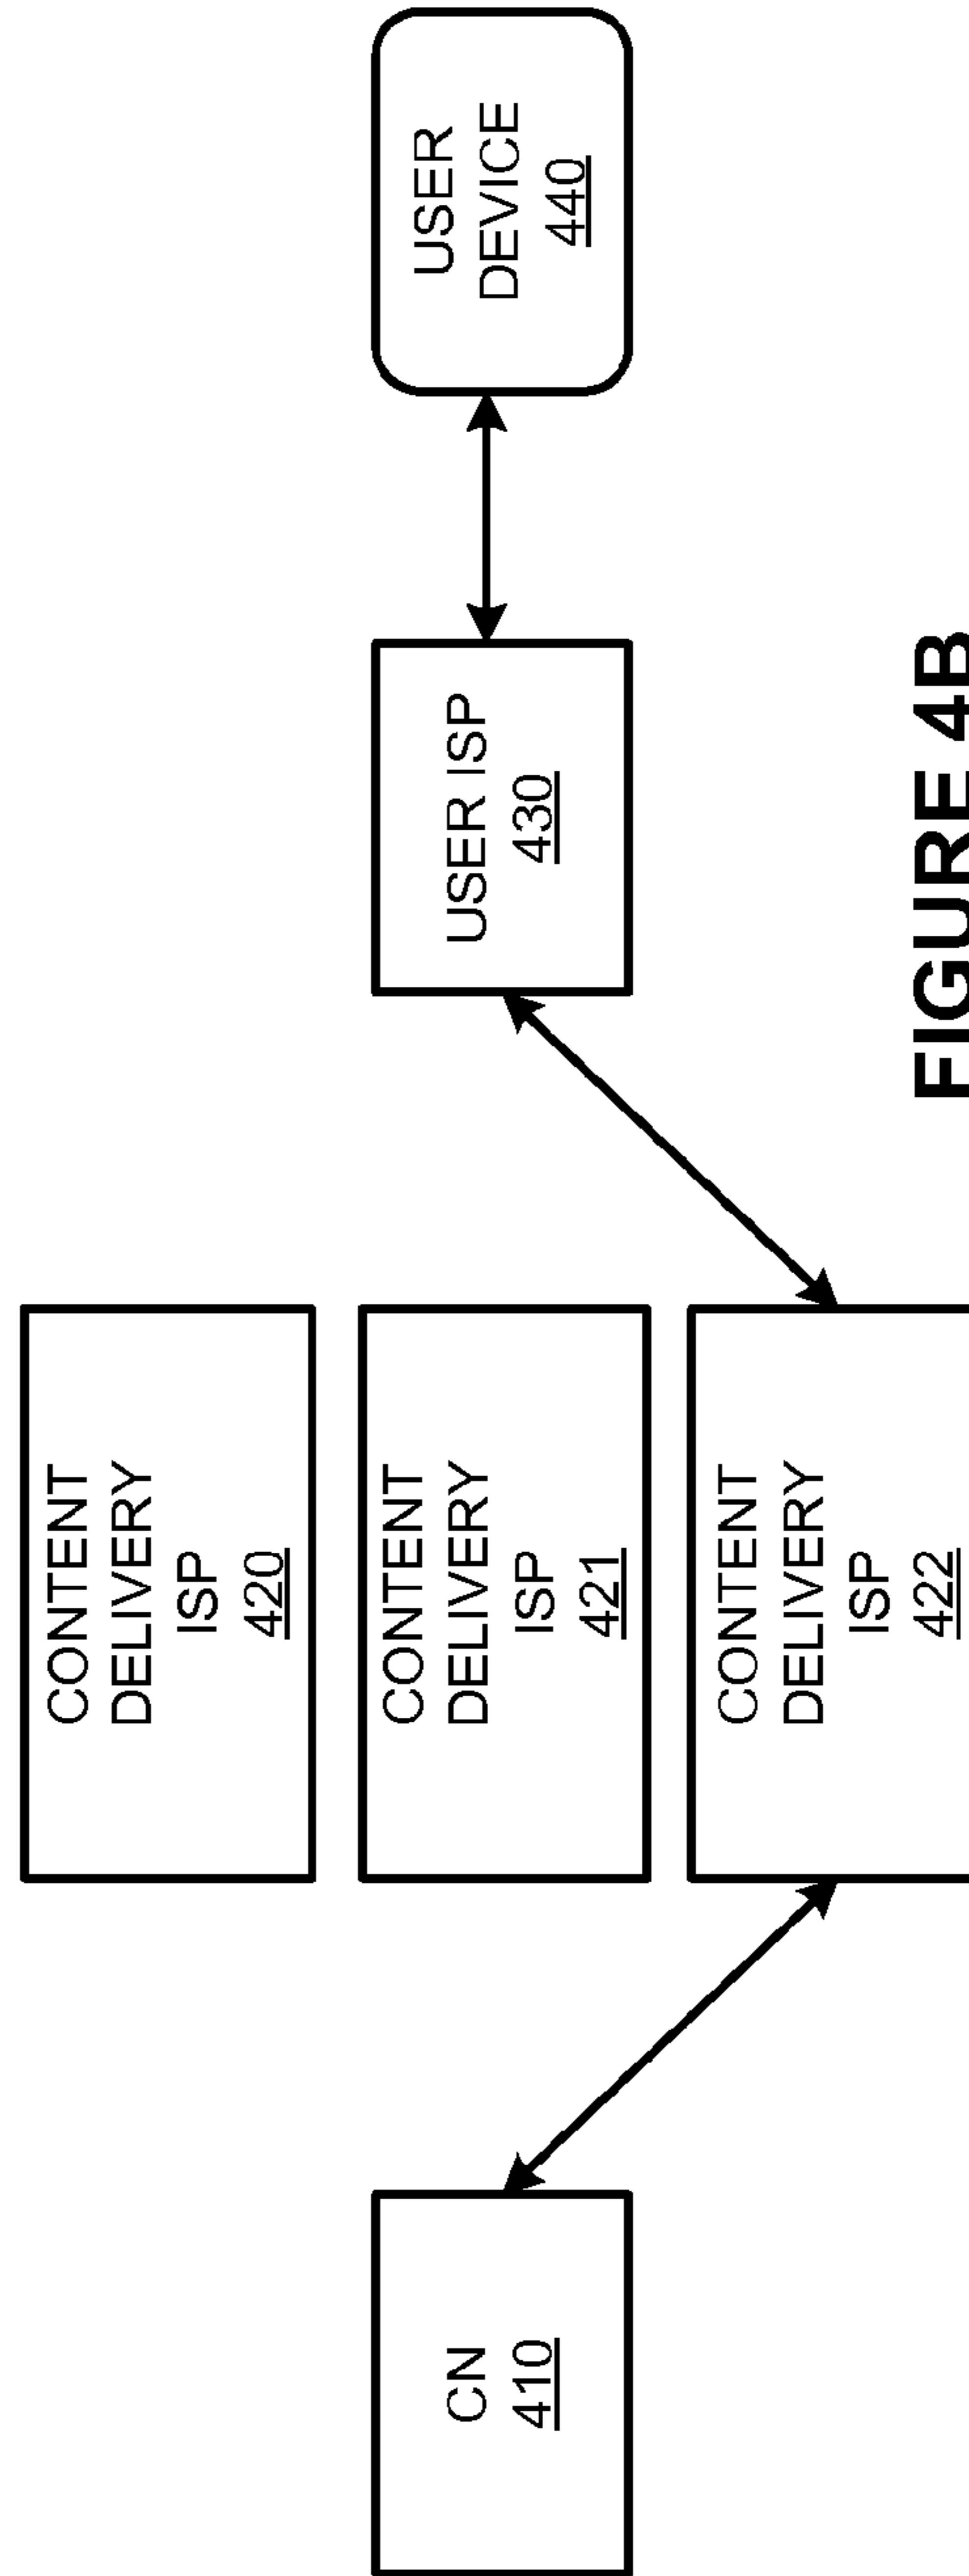 CONTENT
DELIVERY
ISP
420
CN
410
CONTENT
DELIVERY
ISP
421
USER ISP
430
USER
DEVICE
440
CONTENT
DELIVERY
ISP
422
FIGURE 4B